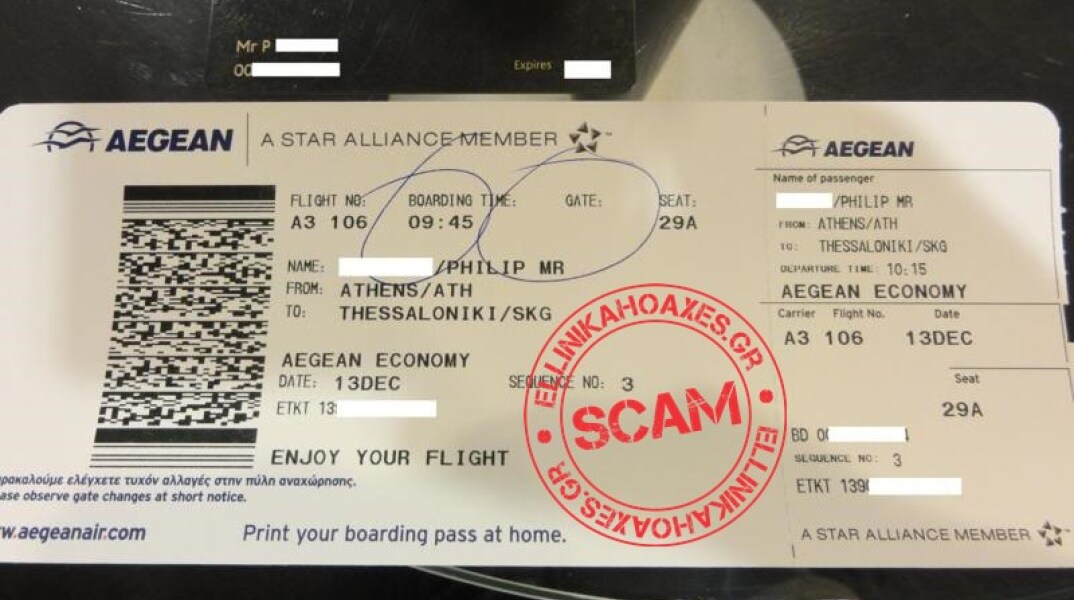 Mr P
00
Expires
AEGEAN
A STAR ALLIANCE MEMBER
FLIGHT NO:
BOARDING TIME:
GATE:
SEAT:
A3 106
09:45
29A
NAME:
/PHILIP MR
FROM: ATHENS/ATH
TO: THESSALONIKI/SKG
AEGEAN ECONOMY
DATE: 13DEC
SEQUENCE NO: 3
ETKT 13
ENJOY YOUR FLIGHT
ρακαλούμε ελέγχετε τυχόν αλλαγές στην πύλη αναχώρησης.
ase observe gate changes at short notice.
w.aegeanair.com
Print your boarding pass at home.
AEGEAN
Name of passenger
/PHILIP MR
FROM: ATHENS/ATH
TO: THESSALONIKI/SKG
DEPARTURE TIME: 10:15
AEGEAN ECONOMY
Carrier Flight No. Date
A3 106 13DEC
Seat
29A
BD 0
SEQUENCE NO: 3
ETKT 139
A STAR ALLIANCE MEMBER
ELLINIKAHOAXES.GR
SCAM
ELLINIKAHOAXES.GR